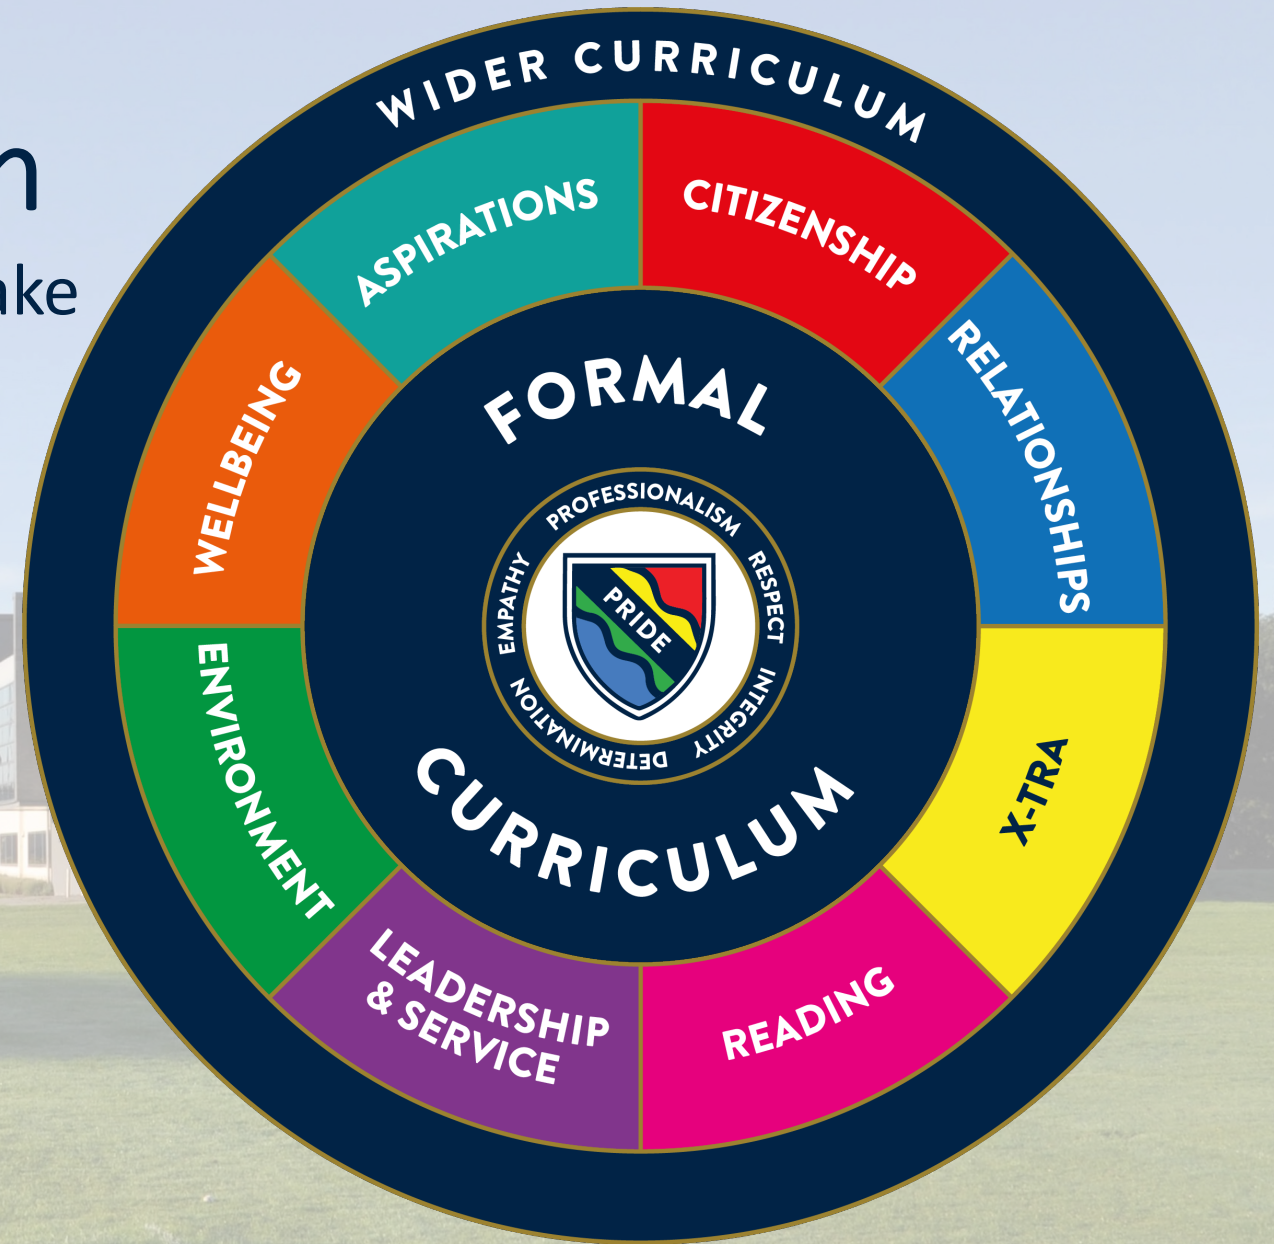 WIDER CURRICULUM
ASPIRATIONS
CITIZENSHIP
RELATIONSHIPS
X-TRA
READING
LEADERSHIP
& SERVICE
ENVIRONMENT
WELLBEING
FORMAL
CURRICULUM
PROFESSIONALISM
RESPECT
INTEGRITY
DETERMINATION
EMPATHY
PRIDE